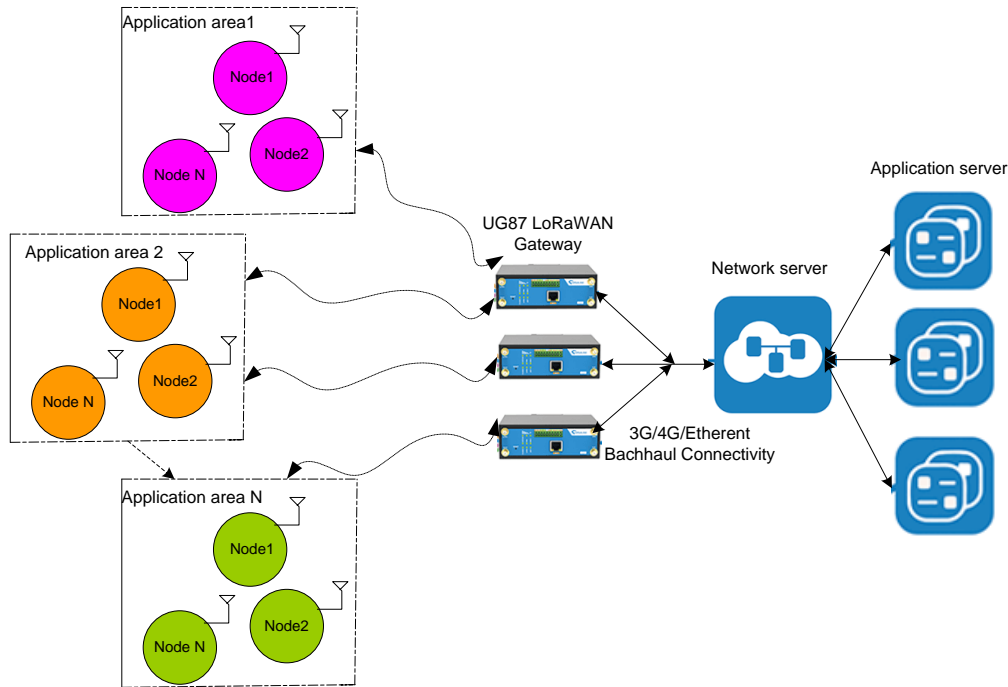 Application area1
Node1
Node2
Node N
Application area 2
Node1
Node2
Node N
Application area N
Node1
Node2
Node N
UG87 LoRaWAN
Gateway
3G/4G/Etherent
Bachhaul Connectivity
Network server
Application server